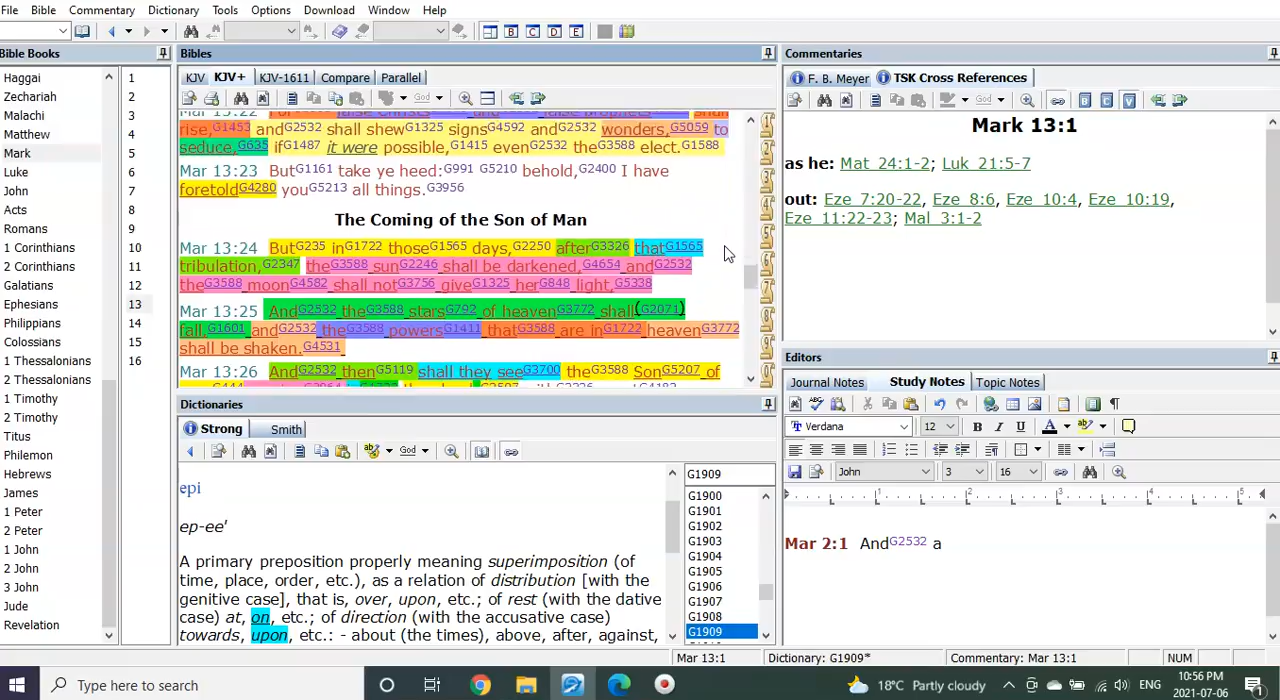 File Bible Commentary Dictionary Tools Options Download Window Help
B C D E
Bible Books
Haggai
Zechariah
Malachi
Matthew
Mark
Luke
John
Acts
Romans
1 Corinthians
2 Corinthians
Galatians
Ephesians
Philippians
Colossians
1 Thessalonians
2 Thessalonians
1 Timothy
2 Timothy
Titus
Philemon
Hebrews
James
1 Peter
2 Peter
1 John
2 John
3 John
Jude
Revelation
1
2
3
4
5
6
7
8
9
10
11
12
13
14
15
16
Bibles
KJV KJV+ KJV-1611 Compare Parallel
God
rise,G1453 andG2532 shall shewG1325 signsG4592 andG2532 wonders,G5059 to
seduce,G635 ifG1487 it were possible,G1415 evenG2532 theG3588 elect.G1588
Mar 13:23 ButG1161 take ye heed:G991 G5210 behold,G2400 I have
foretoldG4280 youG5213 all things.G3956
The Coming of the Son of Man
Mar 13:24 ButG235 inG1722 thoseG1565 days,G2250 afterG3326 thatG1565
tribulation,G2347 theG3588 sunG2246 shall be darkened,G4654 andG2532
theG3588 moonG4582 shall notG3756 giveG1325 herG848 light,G5338
Mar 13:25 AndG2532 theG3588 starsG792 of heavenG3772 shall(G2071)
fall,G1601 andG2532 theG3588 powersG1411 thatG3588 are inG1722 heavenG3772
shall be shaken.G4531
Mar 13:26 AndG2532 thenG5119 shall they seeG3700 theG3588 SonG5207 of
Dictionaries
Strong Smith
God
epi
ep-ee'
A primary preposition properly meaning superimposition (of
time, place, order, etc.), as a relation of distribution [with the
genitive case], that is, over, upon, etc.; of rest (with the dative
case) at, on, etc.; of direction (with the accusative case)
towards, upon, etc.: - about (the times), above, after, against,
G1909
G1900
G1901
G1902
G1903
G1904
G1905
G1906
G1907
G1908
G1909
Commentaries
F. B. Meyer TSK Cross References
God B C V
Mark 13:1
as he: Mat 24:1-2; Luk 21:5-7
out: Eze 7:20-22, Eze 8:6, Eze 10:4, Eze 10:19,
Eze 11:22-23; Mal 3:1-2
Editors
Journal Notes Study Notes Topic Notes
Verdana 12 B I U A
John 3 16
1 2 3 4 5
Mar 2:1 AndG2532 a
Mar 13:1 Dictionary: G1909* Commentary: Mar 13:1 NUM
Type here to search
18°C Partly cloudy
ENG
10:56 PM
2021-07-06
1